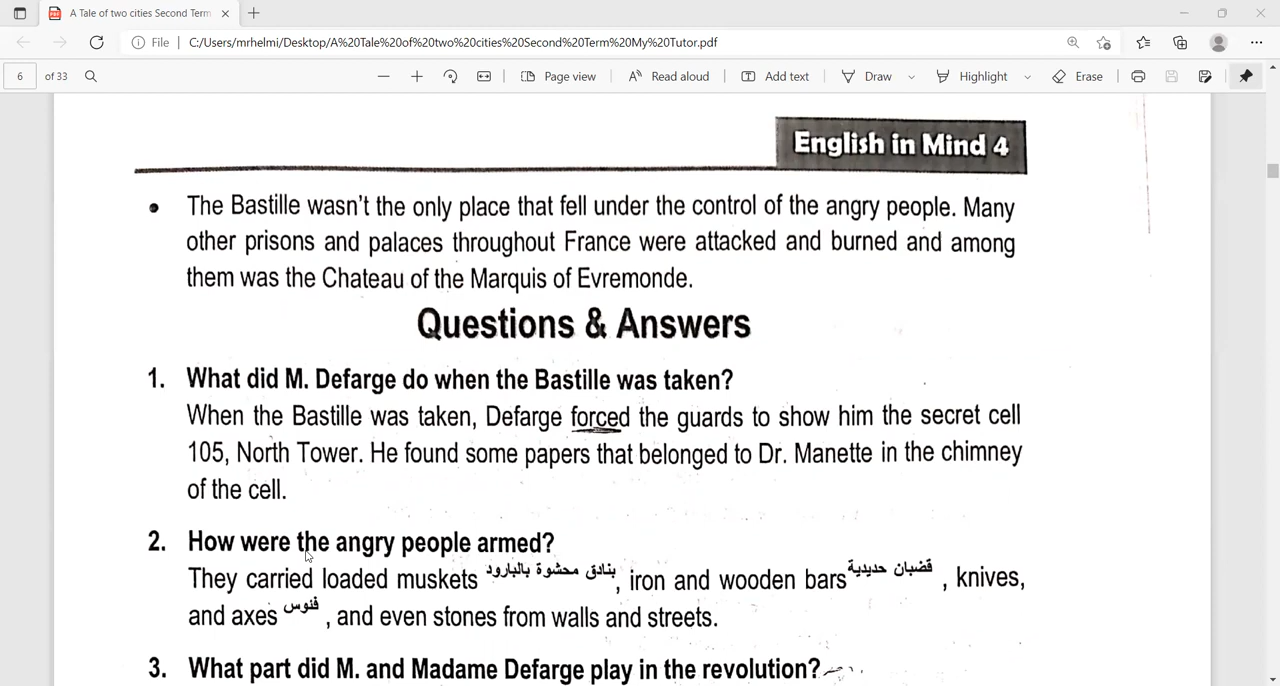 A Tale of two cities Second Term
File
C:/Users/mrhelmi/Desktop/A%20Tale%20of%20two%20cities%20Second%20Term%20My%20Tutor.pdf
6 of 33
Page view
Read aloud
Add text
Draw
Highlight
Erase
English in Mind 4
• The Bastille wasn't the only place that fell under the control of the angry people. Many
other prisons and palaces throughout France were attacked and burned and among
them was the Chateau of the Marquis of Evremonde.
Questions & Answers
1. What did M. Defarge do when the Bastille was taken?
When the Bastille was taken, Defarge forced the guards to show him the secret cell
105, North Tower. He found some papers that belonged to Dr. Manette in the chimney
of the cell.
2. How were the angry people armed?
They carried loaded muskets بنادق محشوة بالبارود, iron and wooden bars قضبان حديدية , knives,
and axes فئوس , and even stones from walls and streets.
3. What part did M. and Madame Defarge play in the revolution?